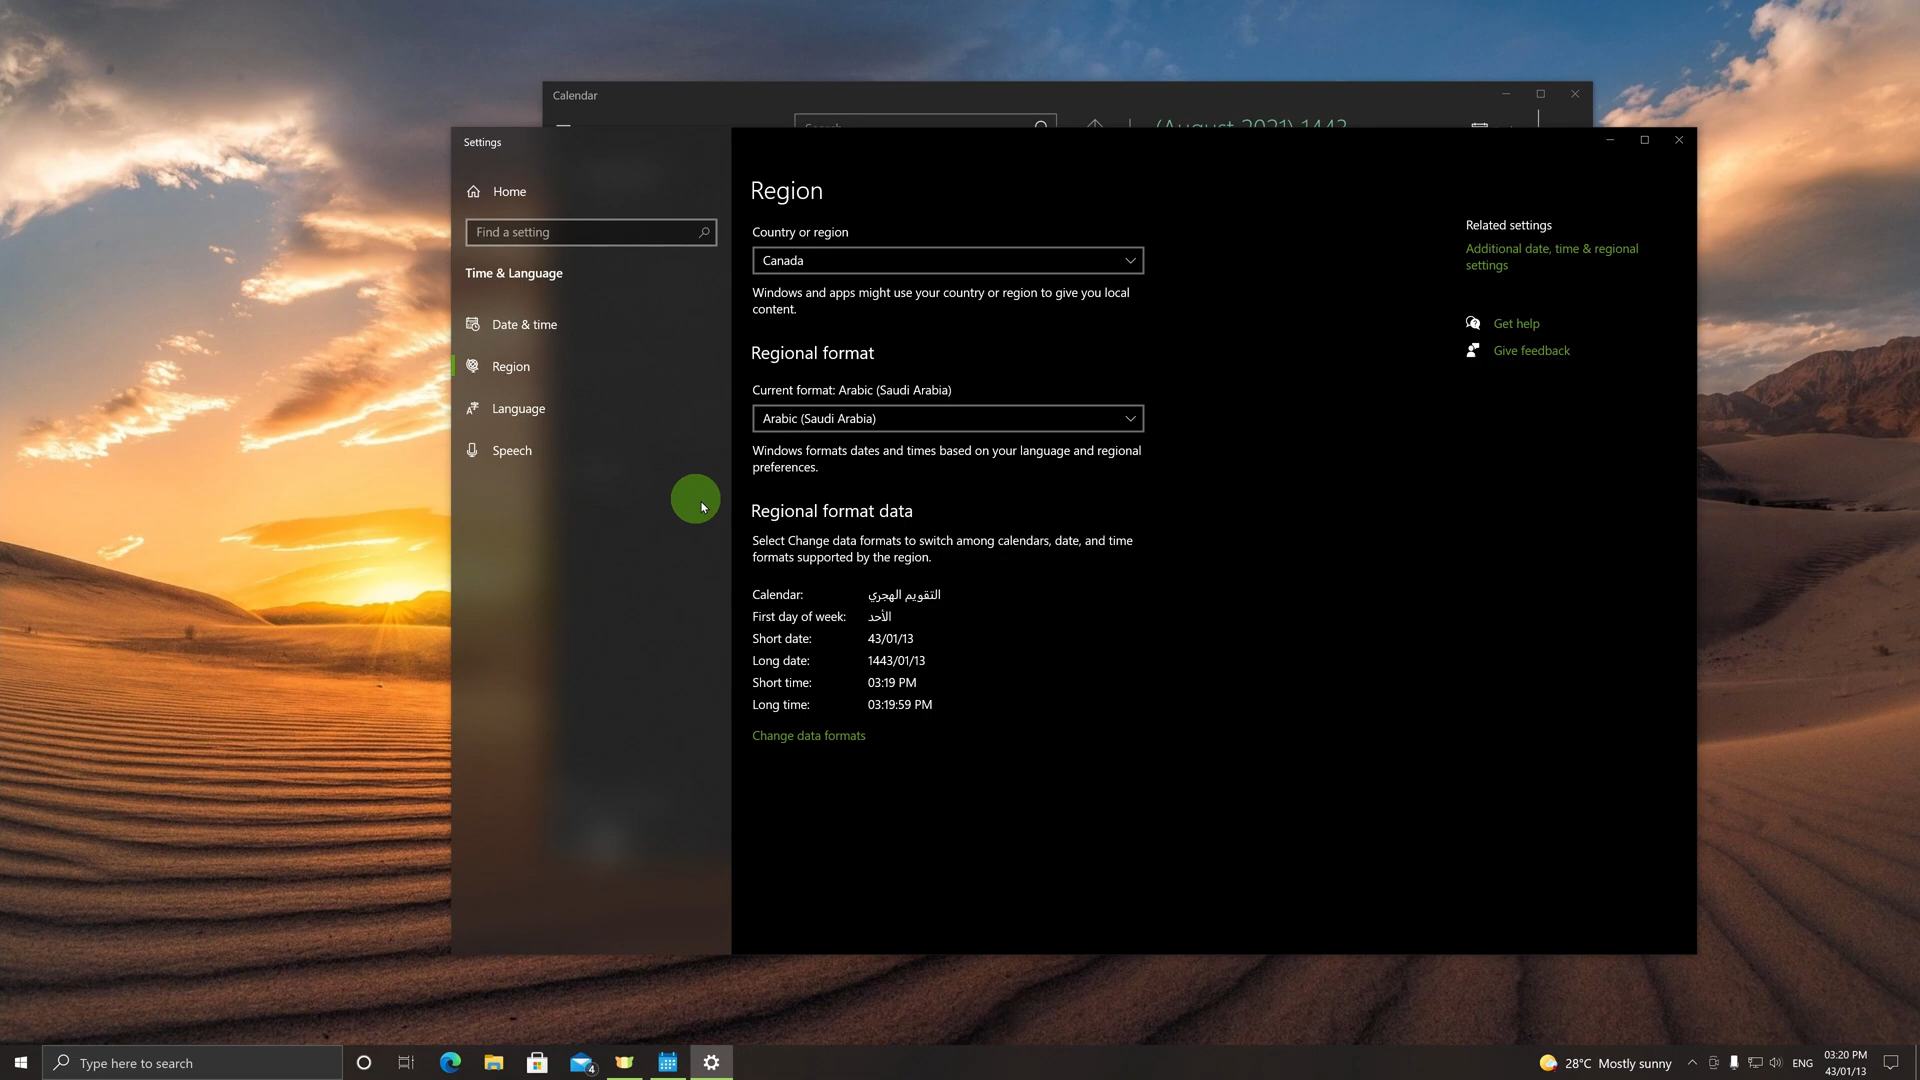 Calendar
(August 2021) 1443
Settings
Home
Find a setting
Time & Language
Date & time
Region
Language
Speech
Region
Country or region
Canada
Windows and apps might use your country or region to give you local
content.
Regional format
Current format: Arabic (Saudi Arabia)
Arabic (Saudi Arabia)
Windows formats dates and times based on your language and regional
preferences.
Regional format data
Select Change data formats to switch among calendars, date, and time
formats supported by the region.
Calendar: التقويم الهجري
First day of week: الأحد
Short date: 43/01/13
Long date: 1443/01/13
Short time: 03:19 PM
Long time: 03:19:59 PM
Change data formats
Related settings
Additional date, time & regional
settings
Get help
Give feedback
Type here to search
4
28°C Mostly sunny
ENG
03:20 PM
43/01/13